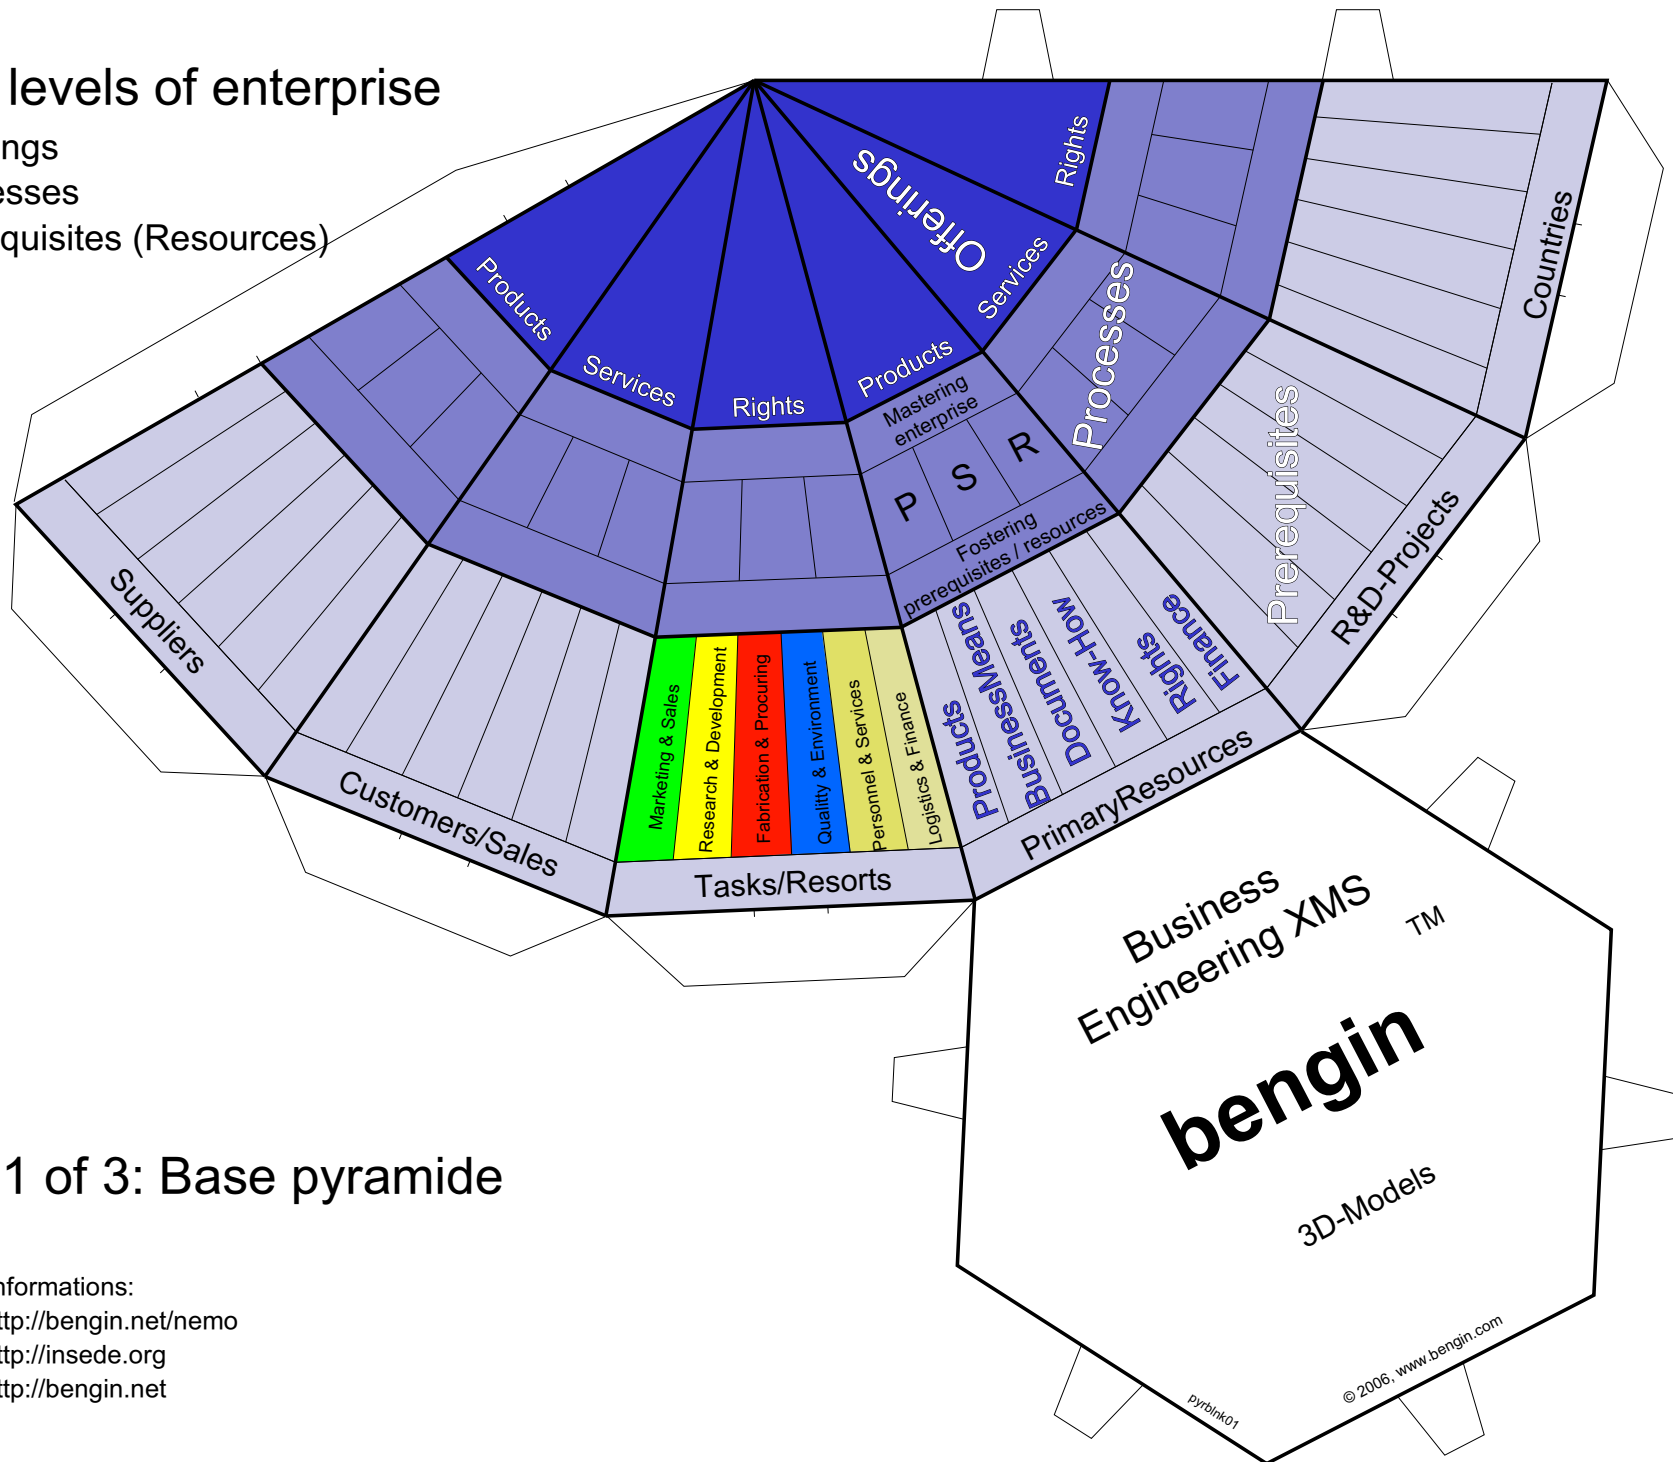 levels of enterprise
ngs
esses
quisites (Resources)
Products
Services
Rights
Products
Services
Rights
Offerings
Mastering
enterprise
P
S
R
Fostering
prerequisites / resources
Processes
Prerequisites
Suppliers
Customers/Sales
Marketing & Sales
Research & Development
Fabrication & Procuring
Qualitty & Environment
Personnel & Services
Logistics & Finance
Tasks/Resorts
Products
BusinessMeans
Documents
Know-How
Rights
Finance
PrimaryResources
R&D-Projects
Countries
Business
Engineering XMS
TM
bengin
3D-Models
© 2006, www.bengin.com
pyrblnk01
1 of 3: Base pyramide
nformations:
ttp://bengin.net/nemo
ttp://insede.org
ttp://bengin.net